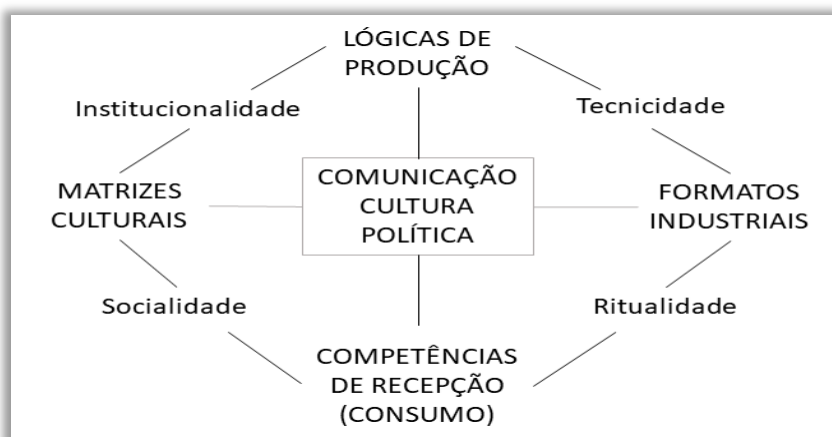 LÓGICAS DE
PRODUÇÃO
Institucionalidade
Tecnicidade
MATRIZES
CULTURAIS
COMUNICAÇÃO
CULTURA
POLÍTICA
FORMATOS
INDUSTRIAIS
Socialidade
Ritualidade
COMPETÊNCIAS
DE RECEPÇÃO
(CONSUMO)